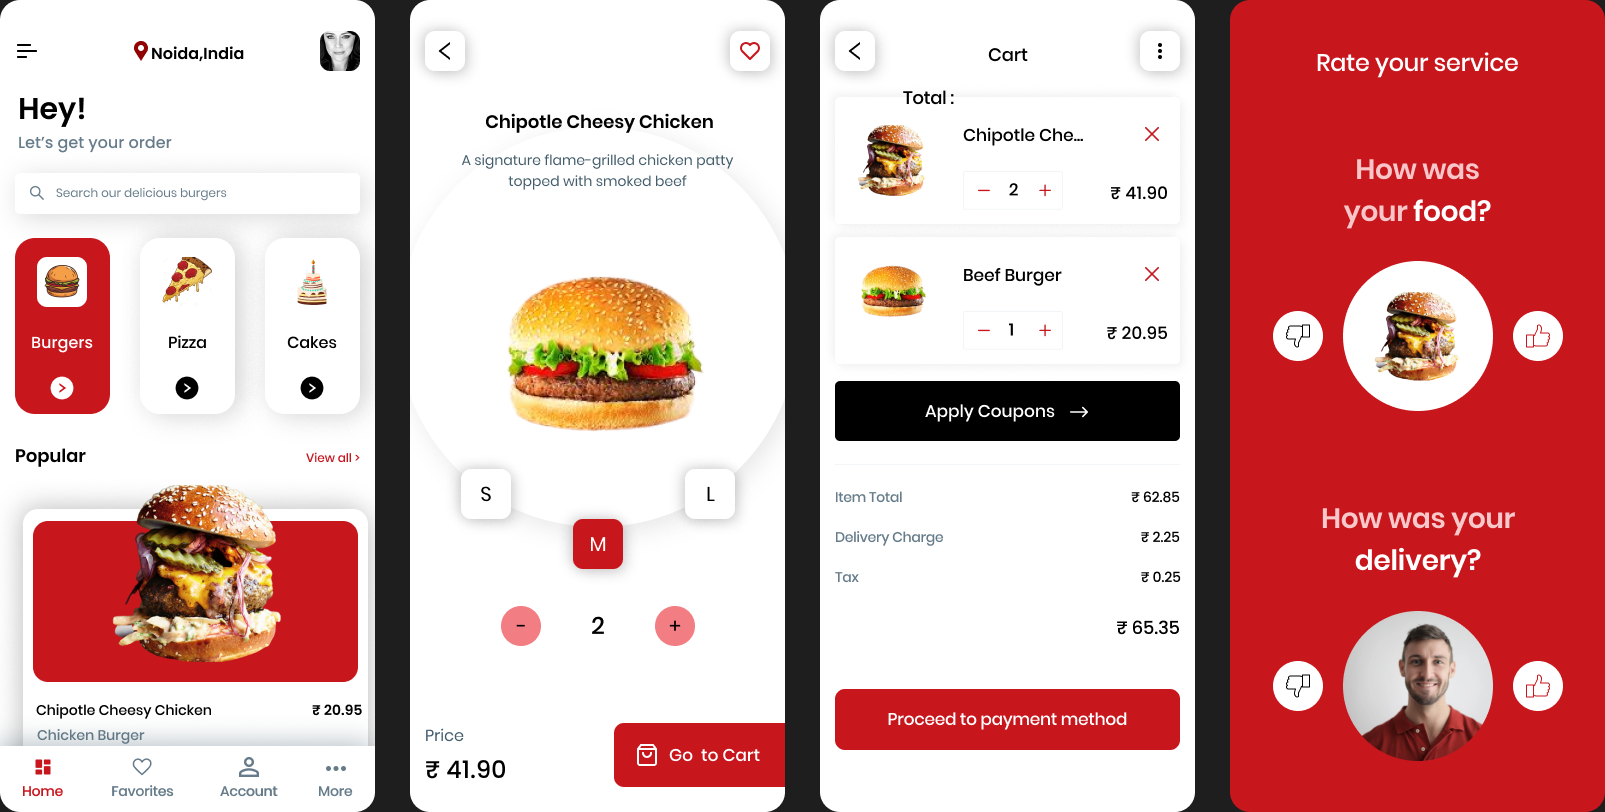 Noida,India
Hey!
Let's get your order
Search our delicious burgers
Burgers
Pizza
Cakes
Popular
View all >
Chipotle Cheesy Chicken
₹ 20.95
Chicken Burger
Home
Favorites
Account
More
Chipotle Cheesy Chicken
A signature flame-grilled chicken patty
topped with smoked beef
S
L
M
-
2
+
Price
₹ 41.90
Go to Cart
Cart
Total :
Chipotle Che...
2
₹ 41.90
Beef Burger
1
₹ 20.95
Apply Coupons →
Item Total
₹ 62.85
Delivery Charge
₹ 2.25
Tax
₹ 0.25
₹ 65.35
Proceed to payment method
Rate your service
How was
your food?
How was your
delivery?